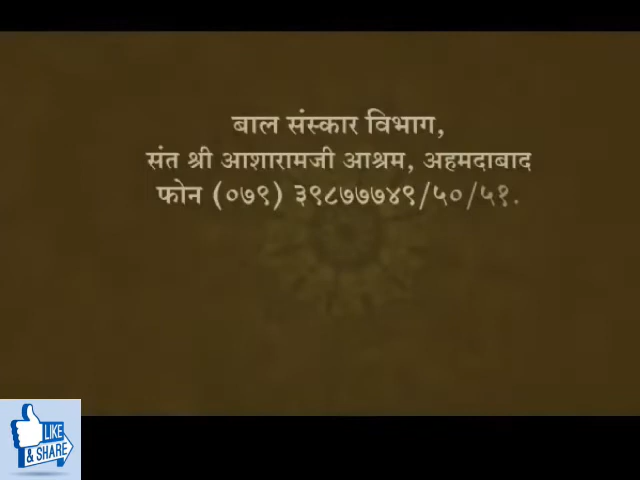 बाल संस्कार विभाग,
संत श्री आशारामजी आश्रम, अहमदाबाद
फोन (०७९) ३९८७७७४९/५०/५१.
LIKE
& SHARE